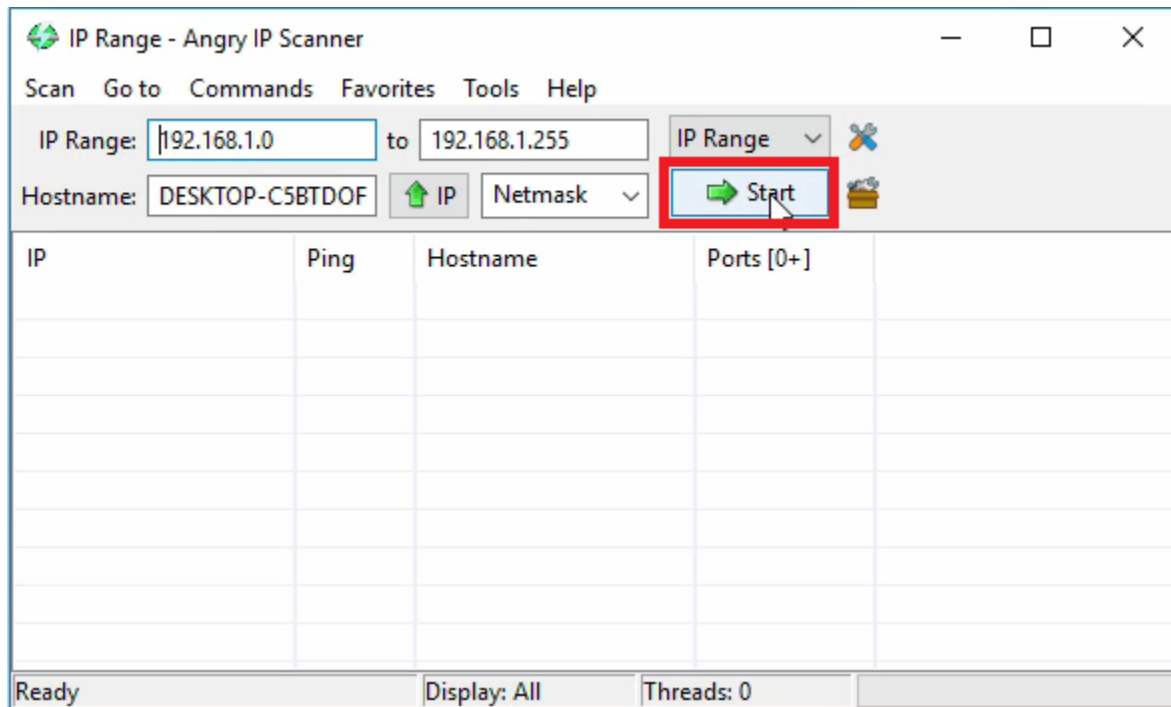 IP Range - Angry IP Scanner
Scan Go to Commands Favorites Tools Help
IP Range: 192.168.1.0 to 192.168.1.255 IP Range
Hostname: DESKTOP-C5BTDOF IP Netmask Start
IP Ping Hostname Ports [0+]
Ready Display: All Threads: 0